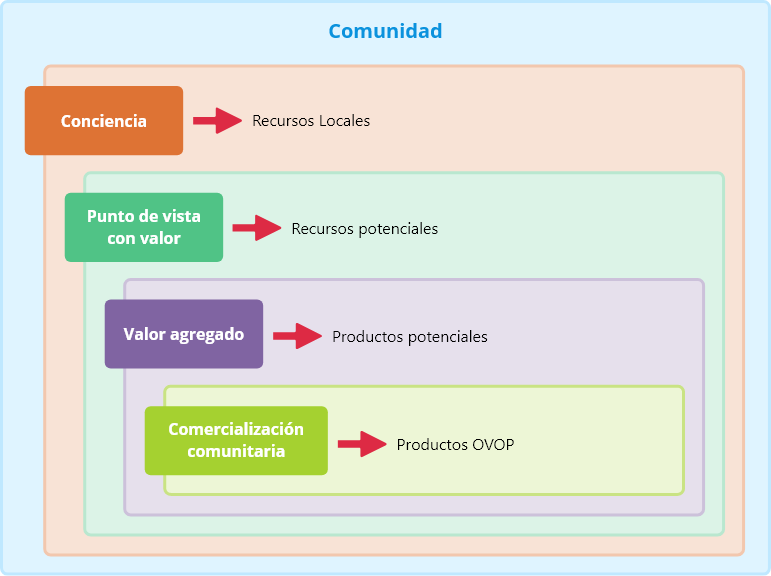 Comunidad
Conciencia
Recursos Locales
Punto de vista
con valor
Recursos potenciales
Valor agregado
Productos potenciales
Comercialización
comunitaria
Productos OVOP